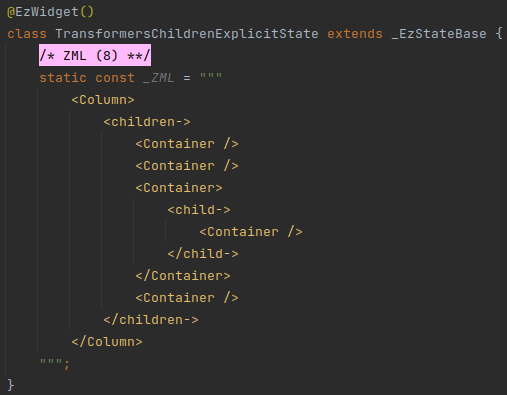 @EzWidget()
class TransformersChildrenExplicitState extends _EzStateBase {
    /* ZML (8) **/
    static const _ZML = """
        <Column>
            <children->
                <Container />
                <Container />
                <Container>
                    <child->
                        <Container />
                    </child->
                </Container>
                <Container />
            </children->
        </Column>
    """;
}